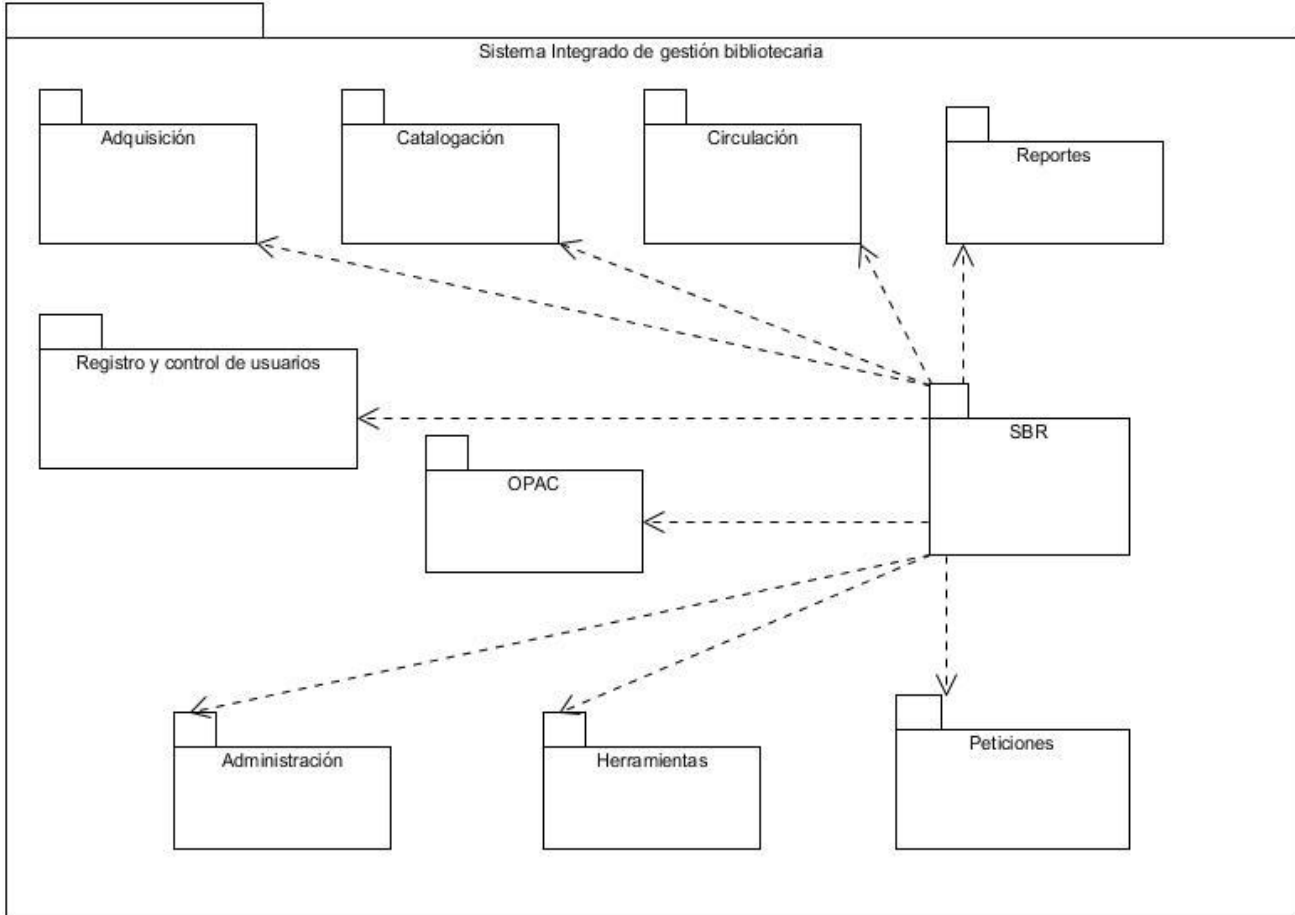 Sistema Integrado de gestión bibliotecaria
Adquisición
Catalogación
Circulación
Reportes
Registro y control de usuarios
SBR
OPAC
Administración
Herramientas
Peticiones